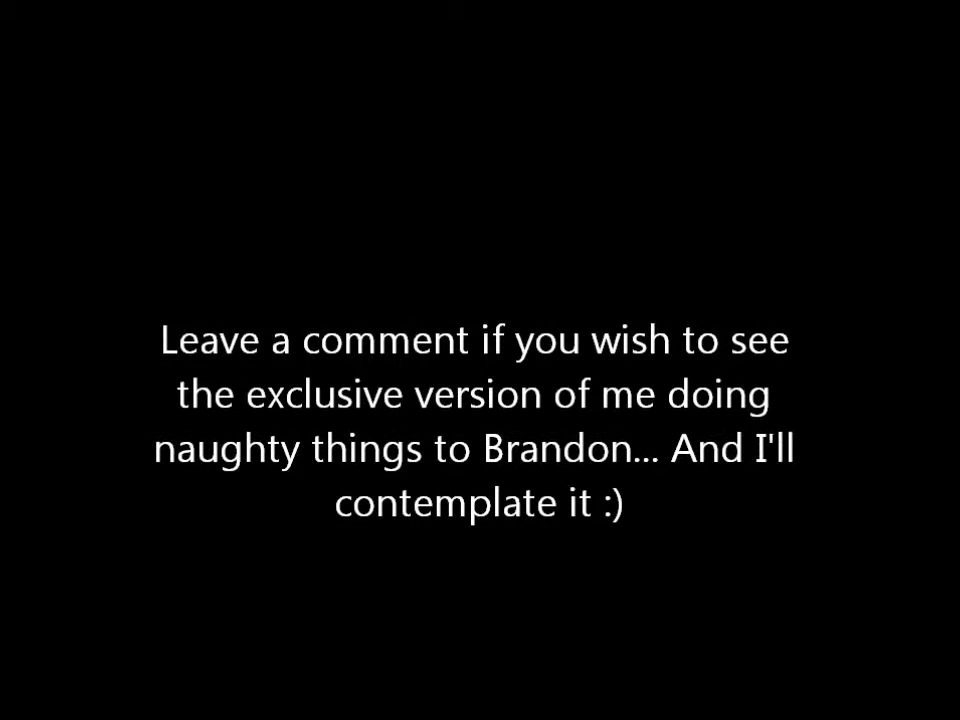 Leave a comment if you wish to see
the exclusive version of me doing
naughty things to Brandon... And I'll
contemplate it :)